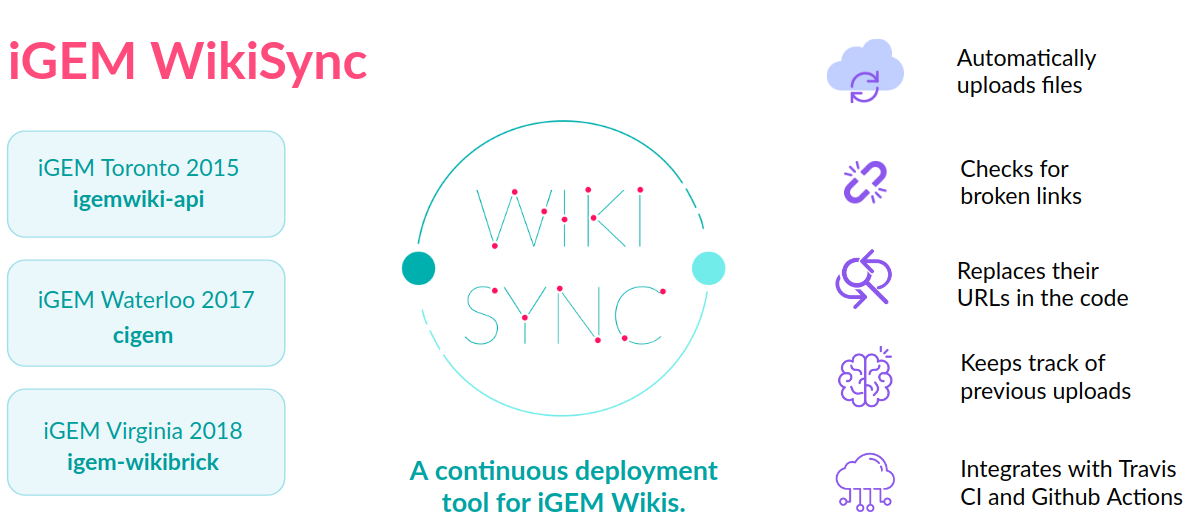 iGEM WikiSync
iGEM Toronto 2015
igemwiki-api
iGEM Waterloo 2017
cigem
iGEM Virginia 2018
igem-wikibrick
WIKI
SYNC
A continuous deployment
tool for iGEM Wikis.
Automatically
uploads files
Checks for
broken links
Replaces their
URLs in the code
Keeps track of
previous uploads
Integrates with Travis
CI and Github Actions